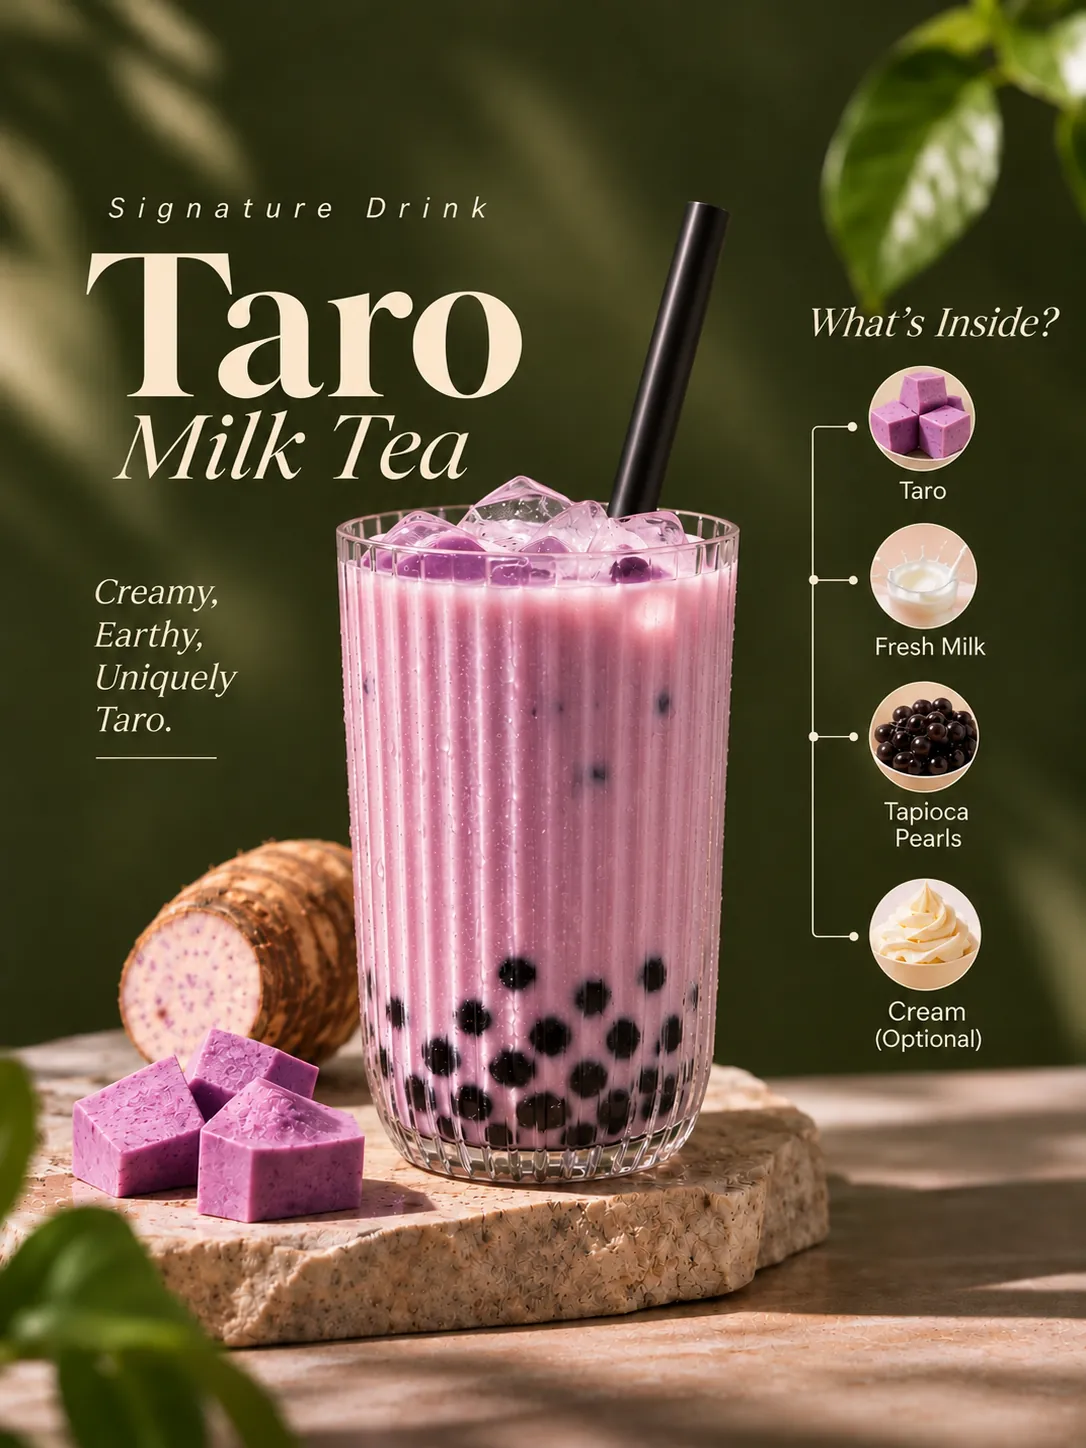 Signature Drink
Taro
Milk Tea
Creamy,
Earthy,
Uniquely
Taro.
What's Inside?
Taro
Fresh Milk
Tapioca
Pearls
Cream
(Optional)